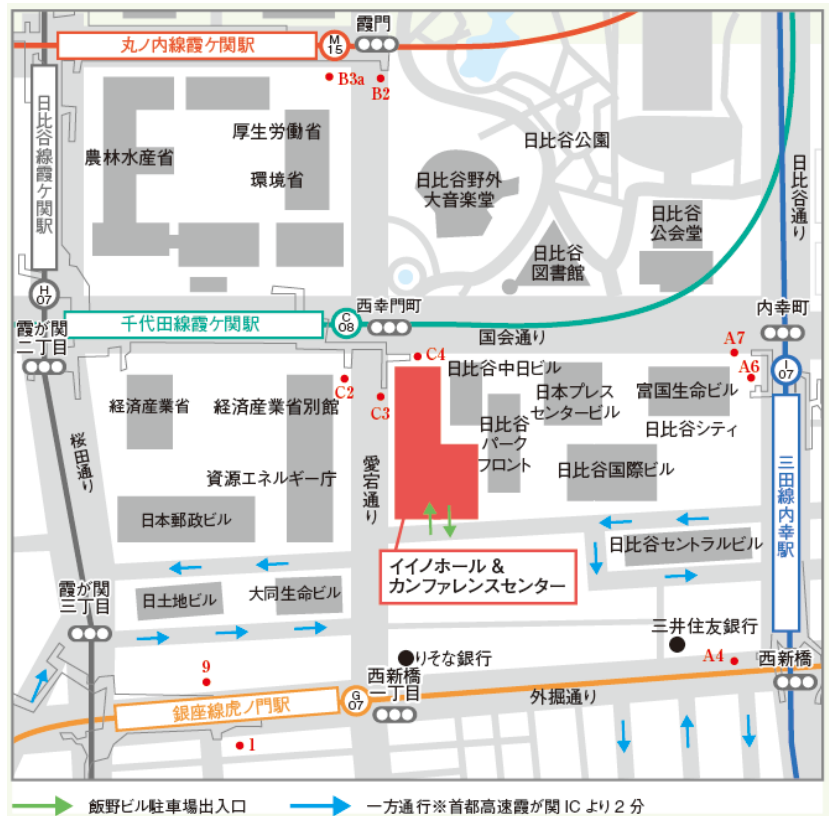 霞門
丸ノ内線霞ケ関駅
M
15
B3a
B2
日比谷線霞ケ関駅
厚生労働省
農林水産省
環境省
日比谷公園
日比谷野外
大音楽堂
日比谷
公会堂
日比谷通り
日比谷
図書館
H
07
霞が関
二丁目
千代田線霞ケ関駅
C
08
西幸門町
国会通り
内幸町
A7
A6
I
07
C4
C2
C3
日比谷中日ビル
日本プレス
センタービル
富国生命ビル
日比谷シティ
経済産業省
経済産業省別館
日比谷
パーク
フロント
桜田通り
資源エネルギー庁
愛宕通り
日比谷国際ビル
三田線内幸駅
日本郵政ビル
日比谷セントラルビル
イイノホール &
カンファレンスセンター
霞が関
三丁目
日土地ビル
大同生命ビル
三井住友銀行
りそな銀行
A4
西新橋
9
西新橋
一丁目
銀座線虎ノ門駅
G
07
外掘通り
1
飯野ビル駐車場出入口
一方通行※首都高速霞が関 IC より 2 分